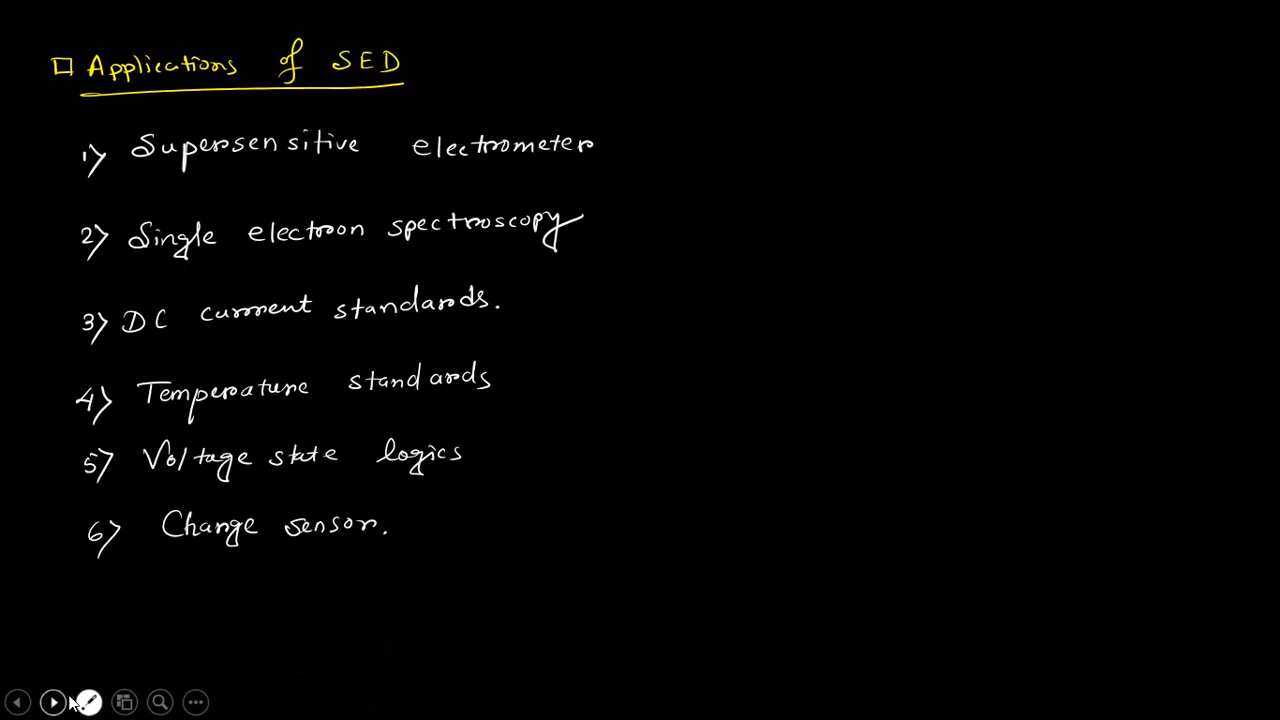 Applications of SED
1) Supersensitive electrometer
2) Single electron spectroscopy
3) DC current standards.
4) Temperature standards
5) Voltage state logics
6) Charge sensor.